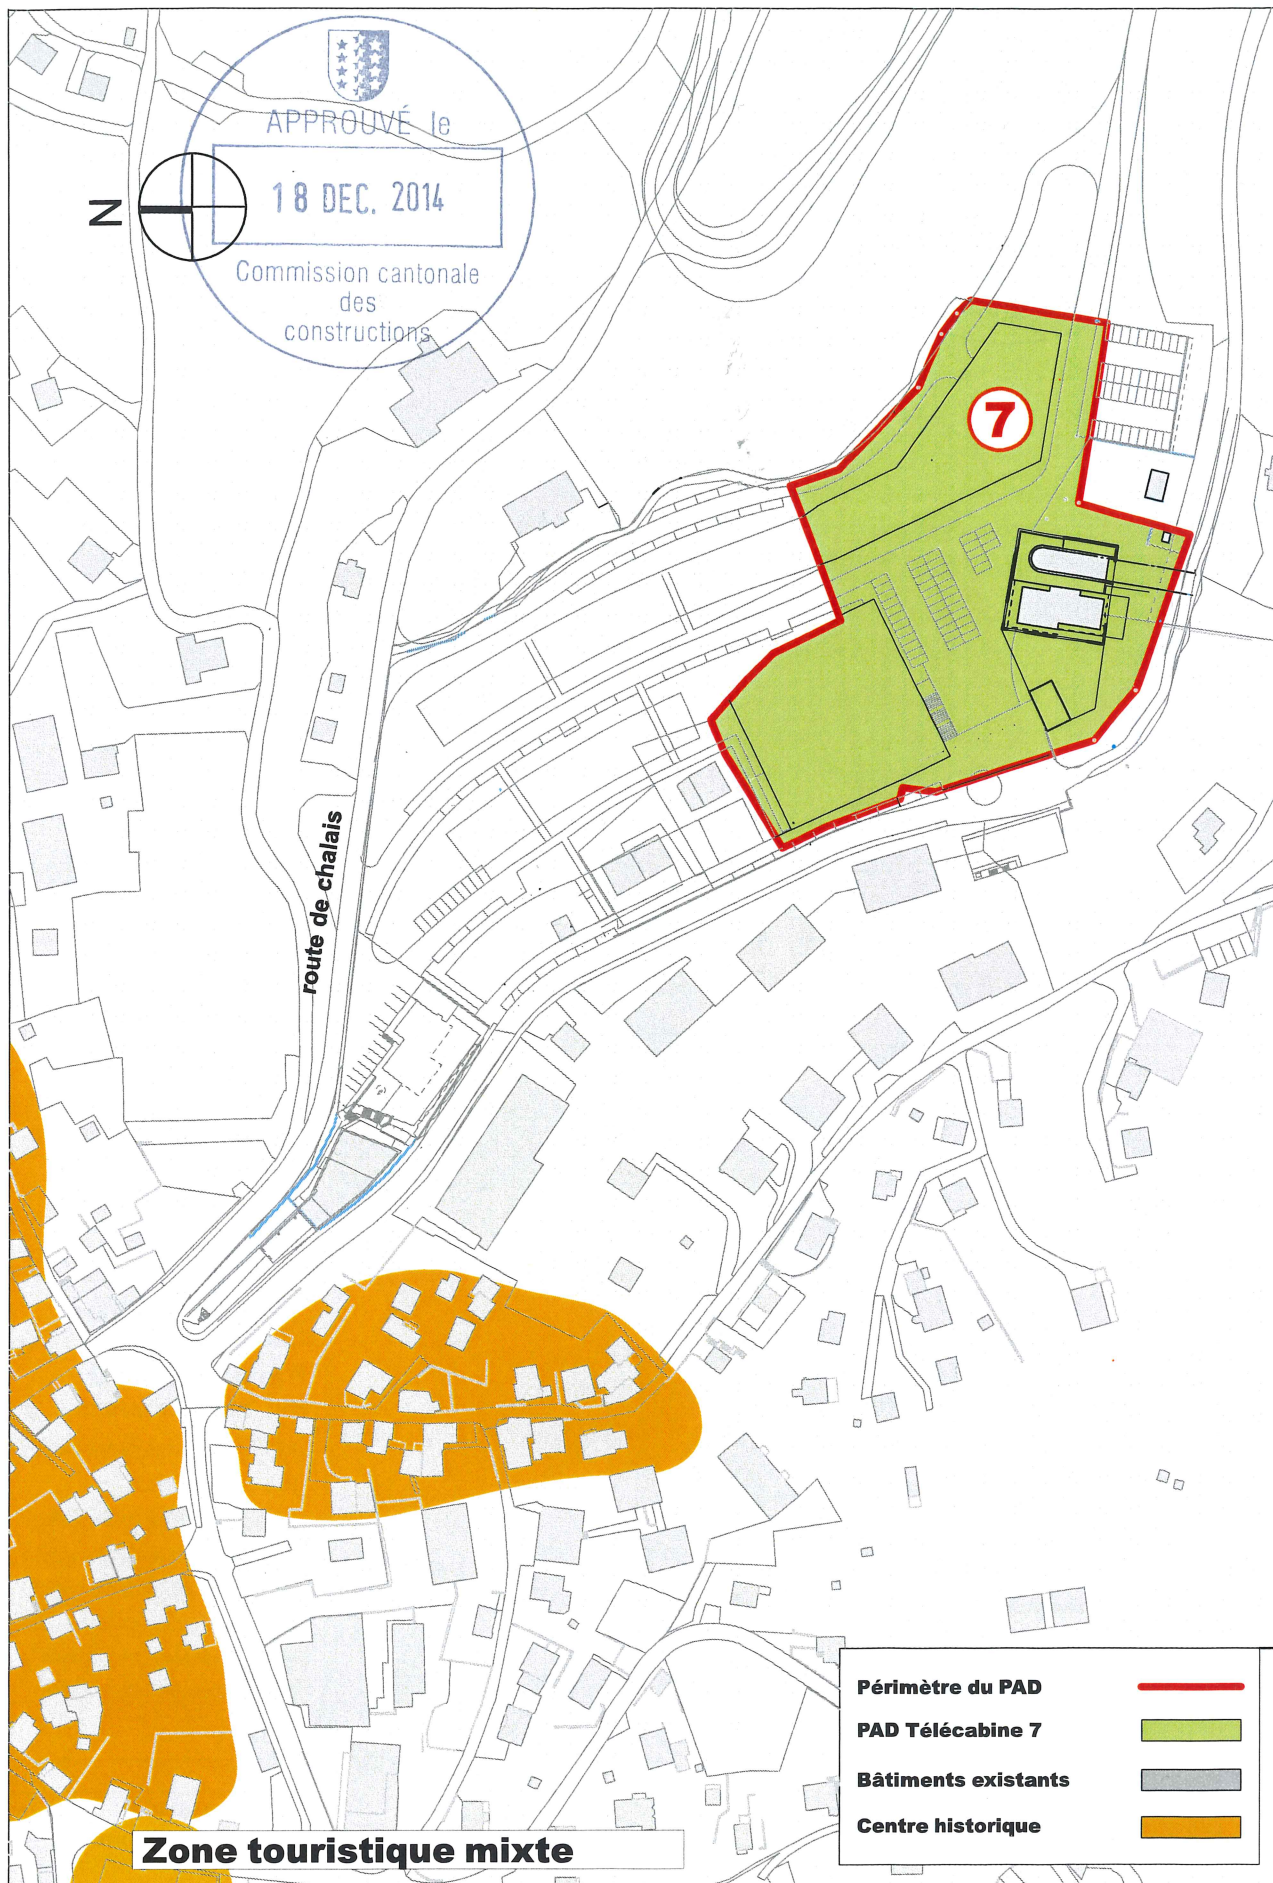 APPROUVÉ le
18 DEC. 2014
Commission cantonale
des
constructions
N
7
route de chalais
Périmètre du PAD
PAD Télécabine 7
Bâtiments existants
Centre historique
Zone touristique mixte